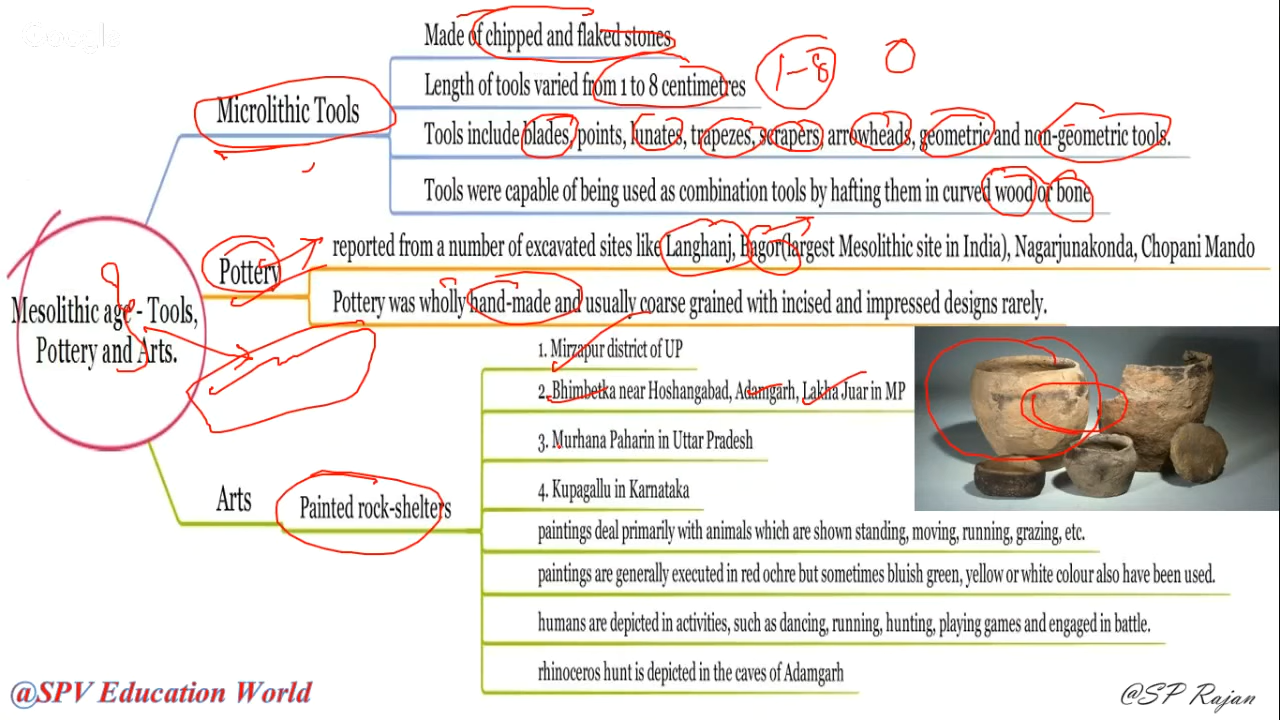 Google
Made of chipped and flaked stones
Length of tools varied from 1 to 8 centimetres
1-8
Microlithic Tools
Tools include blades, points, lunates, trapezes, scrapers, arrowheads, geometric and non-geometric tools.
Tools were capable of being used as combination tools by hafting them in curved wood or bone
Pottery
reported from a number of excavated sites like Langhanj, Bagor(largest Mesolithic site in India), Nagarjunakonda, Chopani Mando
Pottery was wholly hand-made and usually coarse grained with incised and impressed designs rarely.
Mesolithic age - Tools,
Pottery and Arts.
1. Mirzapur district of UP
2. Bhimbetka near Hoshangabad, Adamgarh, Lakha Juar in MP
3. Murhana Paharin in Uttar Pradesh
4. Kupagallu in Karnataka
Arts
Painted rock-shelters
paintings deal primarily with animals which are shown standing, moving, running, grazing, etc.
paintings are generally executed in red ochre but sometimes bluish green, yellow or white colour also have been used.
humans are depicted in activities, such as dancing, running, hunting, playing games and engaged in battle.
rhinoceros hunt is depicted in the caves of Adamgarh
@SPV Education World
@SP Rajan